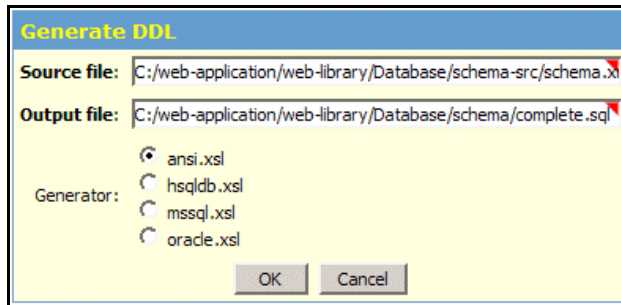 Generate DDL
Source file: C:/web-application/web-library/Database/schema-src/schema.x
Output file: C:/web-application/web-library/Database/schema/complete.sql
ansi.xsl
hsqldb.xsl
Generator:
mssql.xsl
oracle.xsl
OK Cancel